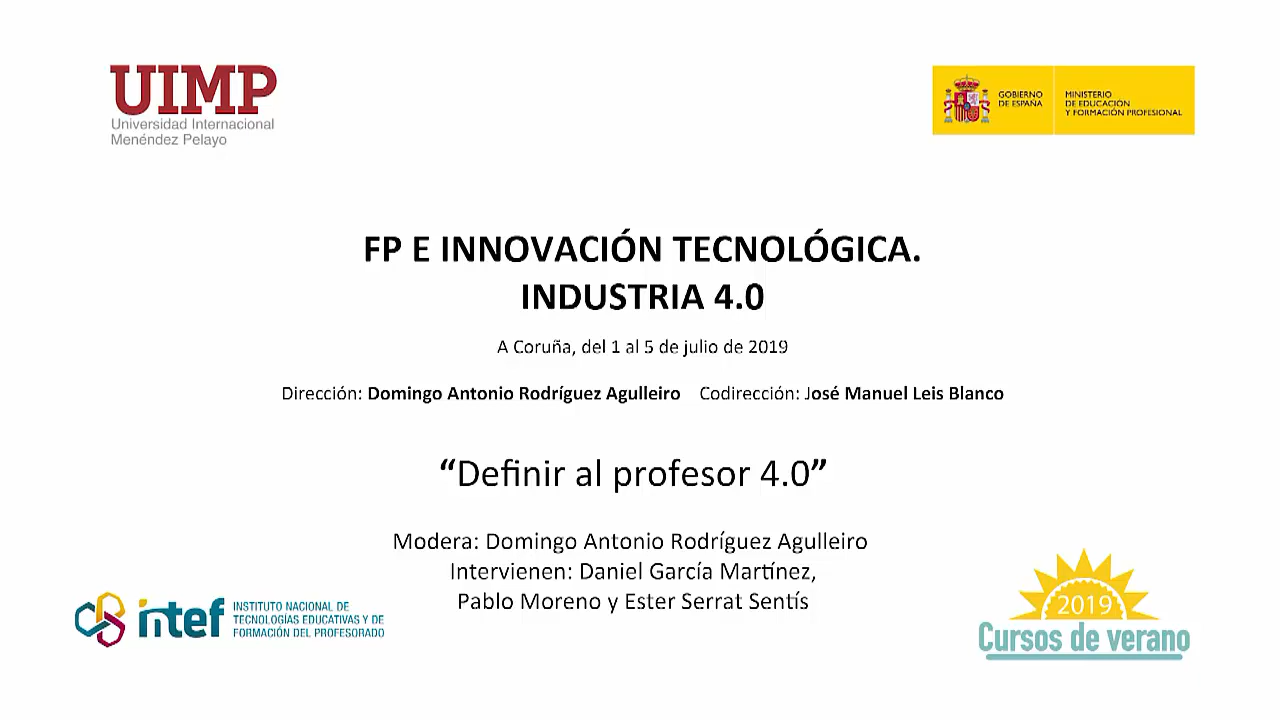 UIMP
Universidad Internacional
Menéndez Pelayo
GOBIERNO
DE ESPAÑA
MINISTERIO
DE EDUCACIÓN
Y FORMACIÓN PROFESIONAL
FP E INNOVACIÓN TECNOLÓGICA.
INDUSTRIA 4.0
A Coruña, del 1 al 5 de julio de 2019
Dirección: Domingo Antonio Rodríguez Agulleiro Codirección: José Manuel Leis Blanco
“Definir al profesor 4.0”
Modera: Domingo Antonio Rodríguez Agulleiro
Intervienen: Daniel García Martínez,
Pablo Moreno y Ester Serrat Sentís
intef
INSTITUTO NACIONAL DE
TECNOLOGÍAS EDUCATIVAS Y DE
FORMACIÓN DEL PROFESORADO
2019
Cursos de verano